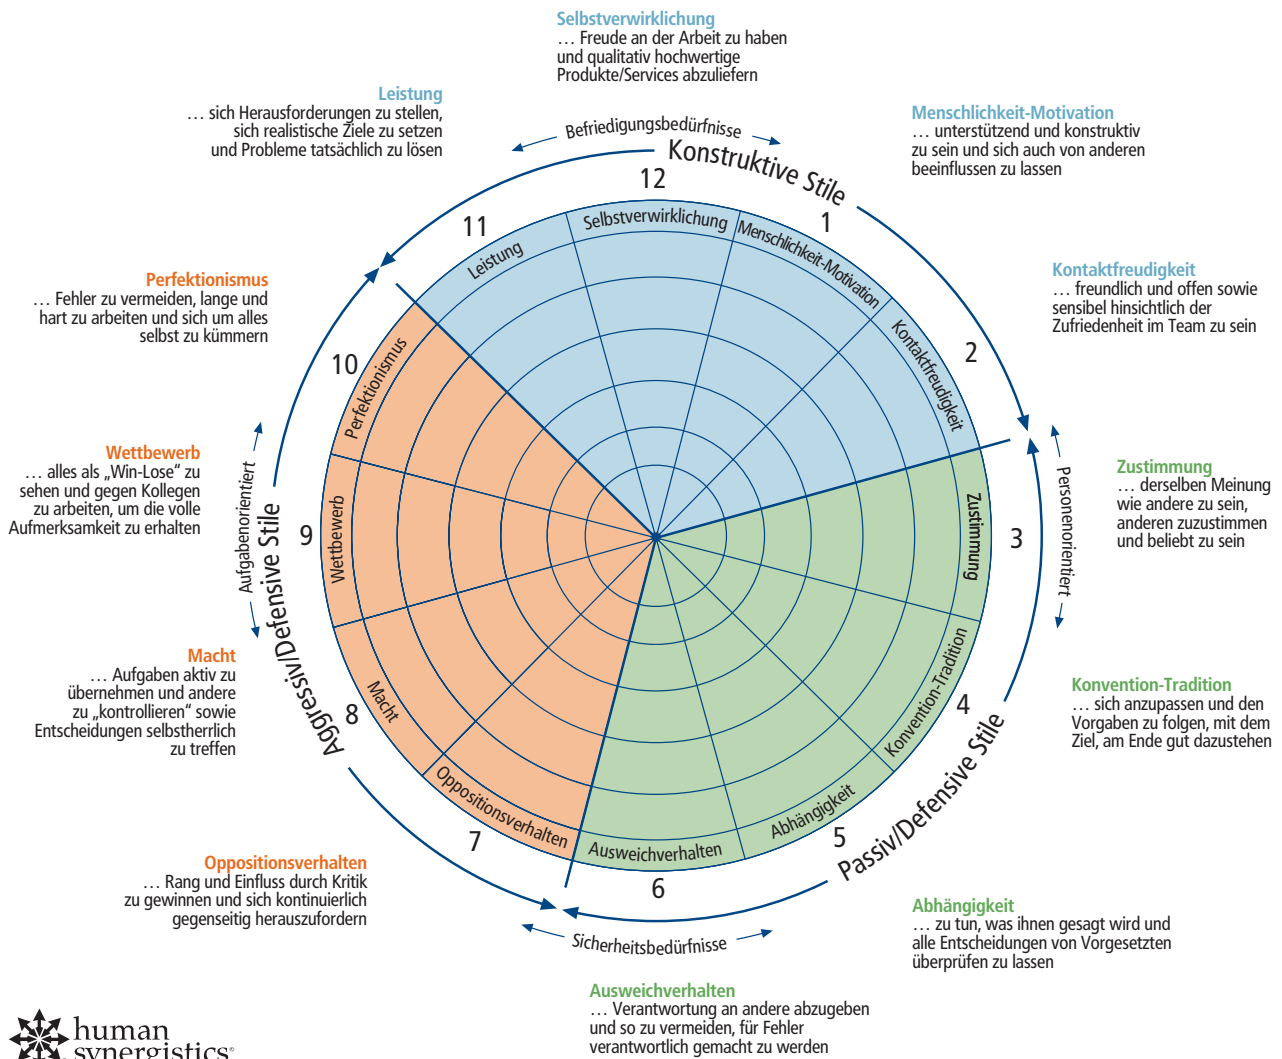 Selbstverwirklichung
… Freude an der Arbeit zu haben
und qualitativ hochwertige
Produkte/Services abzuliefern
Leistung
… sich Herausforderungen zu stellen,
sich realistische Ziele zu setzen
und Probleme tatsächlich zu lösen
Menschlichkeit-Motivation
… unterstützend und konstruktiv
zu sein und sich auch von anderen
beeinflussen zu lassen
Befriedigungsbedürfnisse
Konstruktive Stile
12
11
1
Selbstverwirklichung
Menschlichkeit-Motivation
Leistung
Perfektionismus
… Fehler zu vermeiden, lange und
hart zu arbeiten und sich um alles
selbst zu kümmern
Kontaktfreudigkeit
… freundlich und offen sowie
sensibel hinsichtlich der
Zufriedenheit im Team zu sein
10
2
Perfektionismus
Kontaktfreudigkeit
Wettbewerb
… alles als „Win-Lose“ zu
sehen und gegen Kollegen
zu arbeiten, um die volle
Aufmerksamkeit zu erhalten
Aufgabenorientiert
Aggressiv/Defensive Stile
9
Wettbewerb
Zustimmung
3
Personenorientiert
Zustimmung
… derselben Meinung
wie andere zu sein,
anderen zuzustimmen
und beliebt zu sein
Macht
… Aufgaben aktiv zu
übernehmen und andere
zu „kontrollieren“ sowie
Entscheidungen selbstherrlich
zu treffen
8
Macht
Konvention-Tradition
4
Konvention-Tradition
… sich anzupassen und den
Vorgaben zu folgen, mit dem
Ziel, am Ende gut dazustehen
Oppositionsverhalten
Ausweichverhalten
Abhängigkeit
7
6
5
Passiv/Defensive Stile
Oppositionsverhalten
… Rang und Einfluss durch Kritik
zu gewinnen und sich kontinuierlich
gegenseitig herauszufordern
Sicherheitsbedürfnisse
Abhängigkeit
… zu tun, was ihnen gesagt wird und
alle Entscheidungen von Vorgesetzten
überprüfen zu lassen
Ausweichverhalten
… Verantwortung an andere abzugeben
und so zu vermeiden, für Fehler
verantwortlich gemacht zu werden
human
synergistics